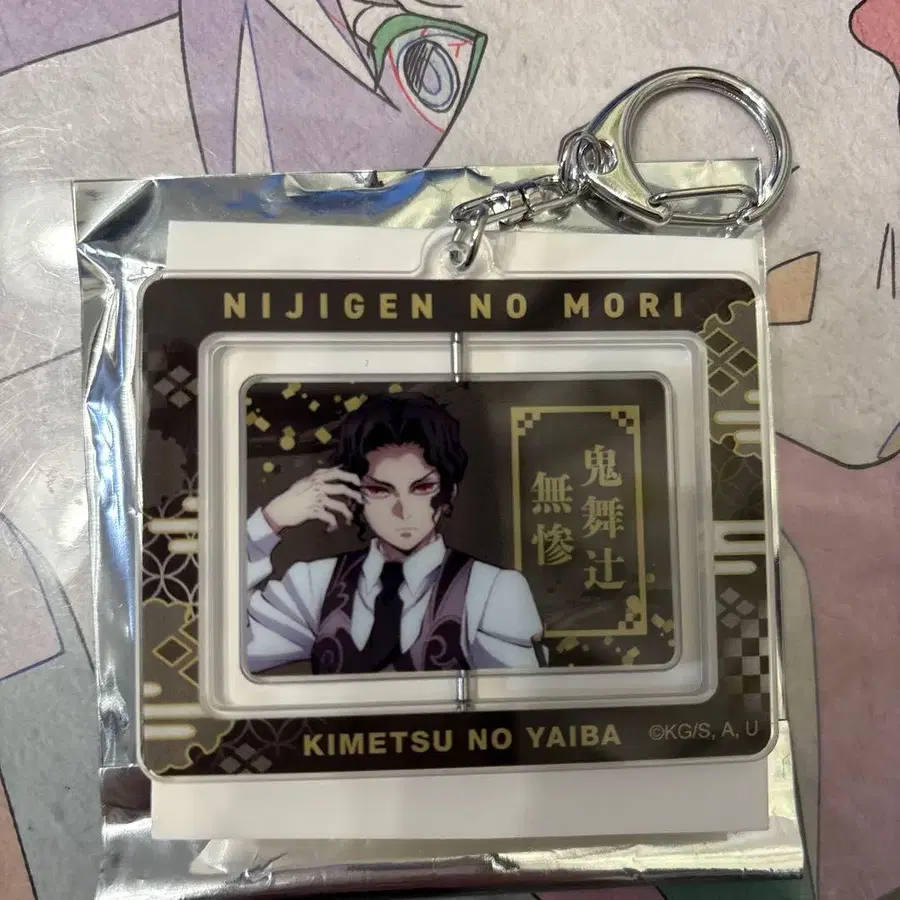 NIJIGEN NO MORI
鬼舞辻
無惨
KIMETSU NO YAIBA
©KG/S, A, U